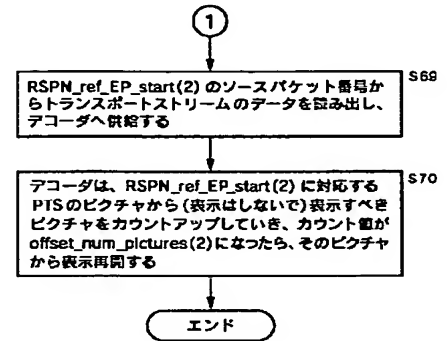 1
RSPN_ref_EP_start(2) のソースパケット番号か
らトランスポートストリームのデータを読み出し、
デコーダへ供給する
S69
デコーダは、RSPN_ref_EP_start(2) に対応する
PTSのピクチャから(表示はしないで)表示すべき
ピクチャをカウントアップしていき、カウント値が
offset_num_pictures(2)になったら、そのピクチャ
から表示再開する
S70
エンド